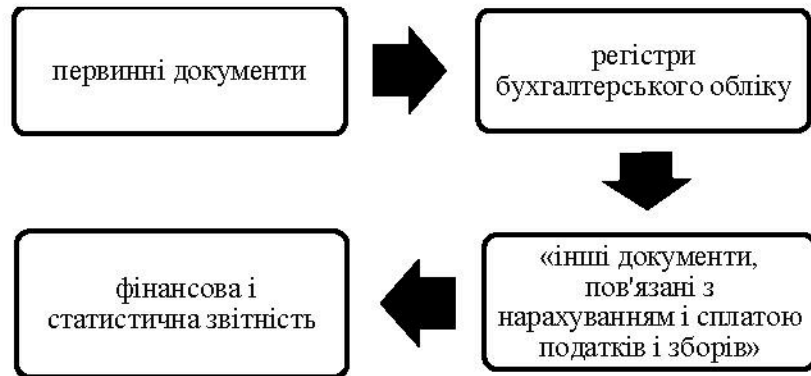 первинні документи
регістри
бухгалтерського обліку
«інші документи,
пов'язані з
нарахуванням і сплатою
податків і зборів»
фінансова і
статистична звітність